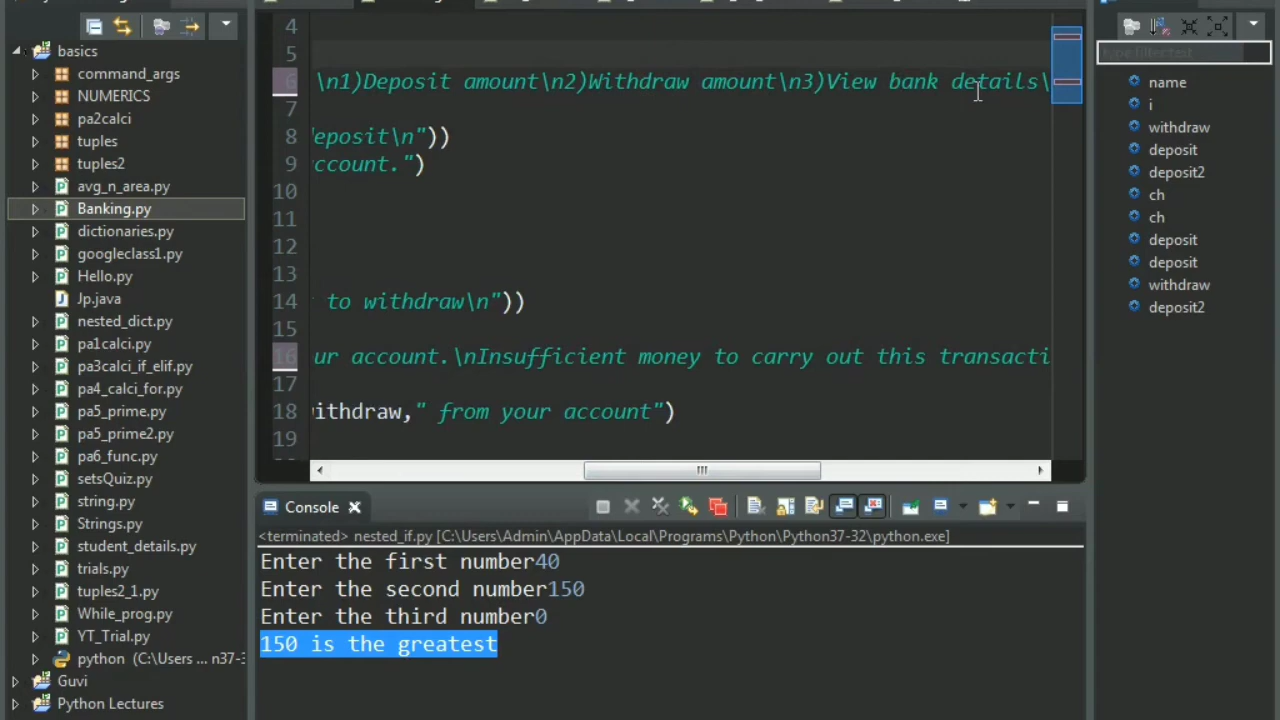 basics
command_args
NUMERICS
pa2calci
tuples
tuples2
avg_n_area.py
Banking.py
dictionaries.py
googleclass1.py
Hello.py
Jp.java
nested_dict.py
pa1calci.py
pa3calci_if_elif.py
pa4_calci_for.py
pa5_prime.py
pa5_prime2.py
pa6_func.py
setsQuiz.py
string.py
Strings.py
student_details.py
trials.py
tuples2_1.py
While_prog.py
YT_Trial.py
python (C:\Users ... n37-3
Guvi
Python Lectures
4
5
6 \n1)Deposit amount\n2)Withdraw amount\n3)View bank details\
7
8 deposit\n"))
9 ccount.")
10
11
12
13
14 to withdraw\n"))
15
16 ur account.\nInsufficient money to carry out this transacti
17
18 withdraw," from your account")
19
Console
<terminated> nested_if.py [C:\Users\Admin\AppData\Local\Programs\Python\Python37-32\python.exe]
Enter the first number40
Enter the second number150
Enter the third number0
150 is the greatest
type filter text
name
i
withdraw
deposit
deposit2
ch
ch
deposit
deposit
withdraw
deposit2